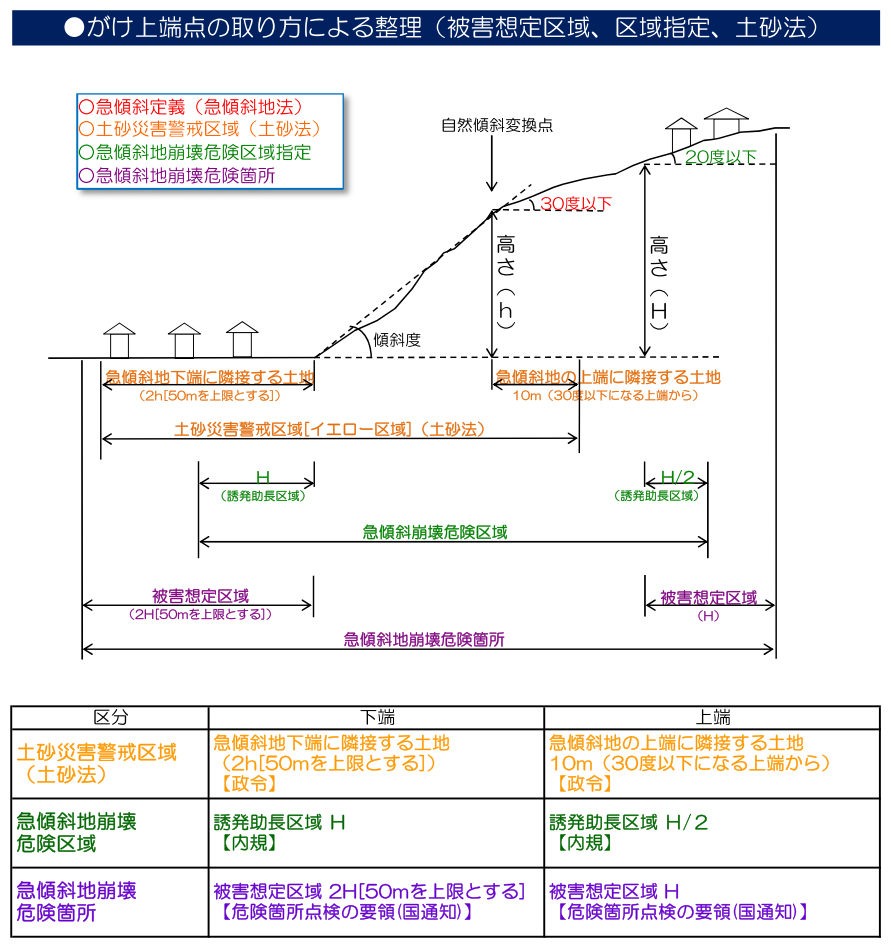 ●がけ上端点の取り方による整理（被害想定区域、区域指定、土砂法）
○急傾斜定義（急傾斜地法）
○土砂災害警戒区域（土砂法）
○急傾斜地崩壊危険区域指定
○急傾斜地崩壊危険箇所
自然傾斜変換点
20度以下
30度以下
高さ（h）
高さ（H）
傾斜度
急傾斜地下端に隣接する土地
（2h[50mを上限とする]）
急傾斜地の上端に隣接する土地
10m（30度以下になる上端から）
土砂災害警戒区域[イエロー区域]（土砂法）
H
（誘発助長区域）
H/2
（誘発助長区域）
急傾斜崩壊危険区域
被害想定区域
（2H[50mを上限とする]）
被害想定区域
（H）
急傾斜地崩壊危険箇所
区分
下端
上端
土砂災害警戒区域
（土砂法）
急傾斜地下端に隣接する土地
（2h[50mを上限とする]）
【政令】
急傾斜地の上端に隣接する土地
10m（30度以下になる上端から）
【政令】
急傾斜地崩壊
危険区域
誘発助長区域 H
【内規】
誘発助長区域 H/2
【内規】
急傾斜地崩壊
危険箇所
被害想定区域 2H[50mを上限とする]
【危険箇所点検の要領(国通知)】
被害想定区域 H
【危険箇所点検の要領(国通知)】